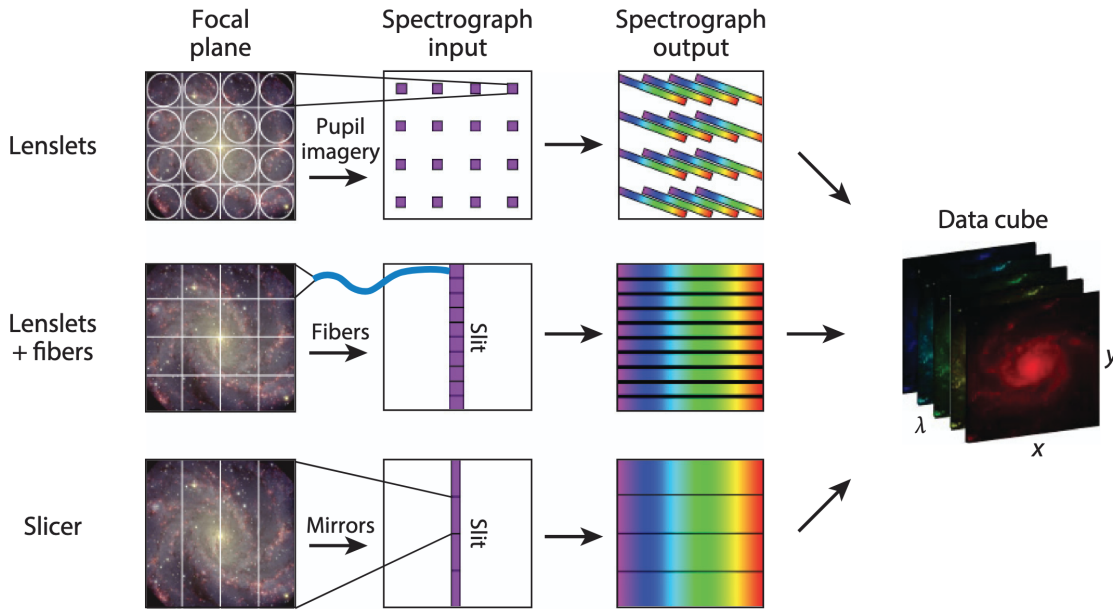 Focal
plane
Spectrograph
input
Spectrograph
output
Lenslets
Pupil
imagery
Data cube
Lenslets
+ fibers
Fibers
Slit
y
λ
x
Slicer
Mirrors
Slit